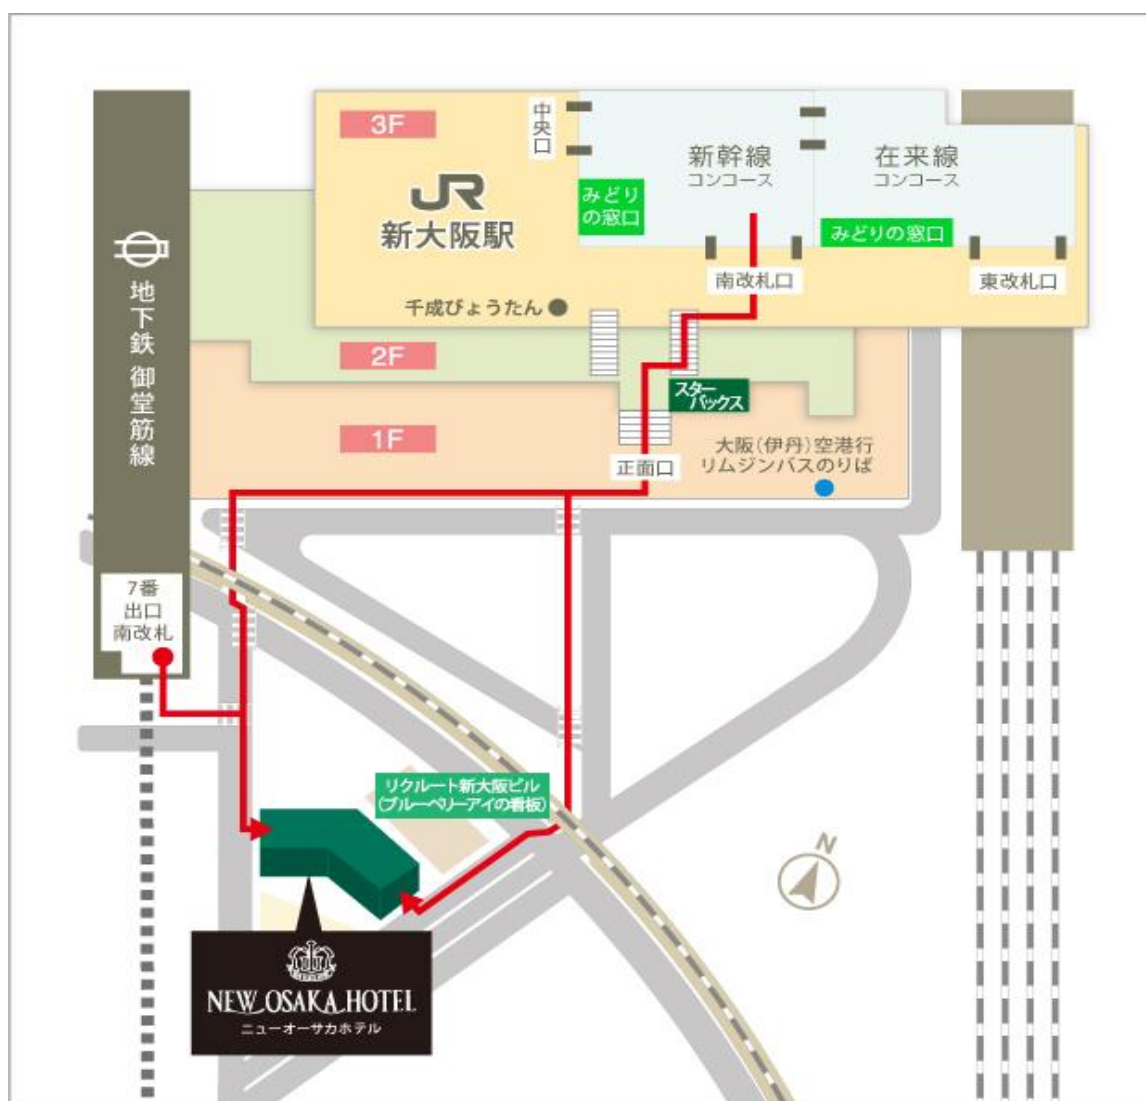 3F
中央口
新幹線
コンコース
在来線
コンコース
JR
新大阪駅
みどり
の窓口
みどりの窓口
南改札口
東改札口
千成びょうたん
地下鉄 御堂筋線
2F
スター
バックス
1F
正面口
大阪(伊丹)空港行
リムジンバスのりば
7番
出口
南改札
リクルート新大阪ビル
(ブルーベリーアイの看板)
N
NEW OSAKA HOTEL
ニューオーサカホテル